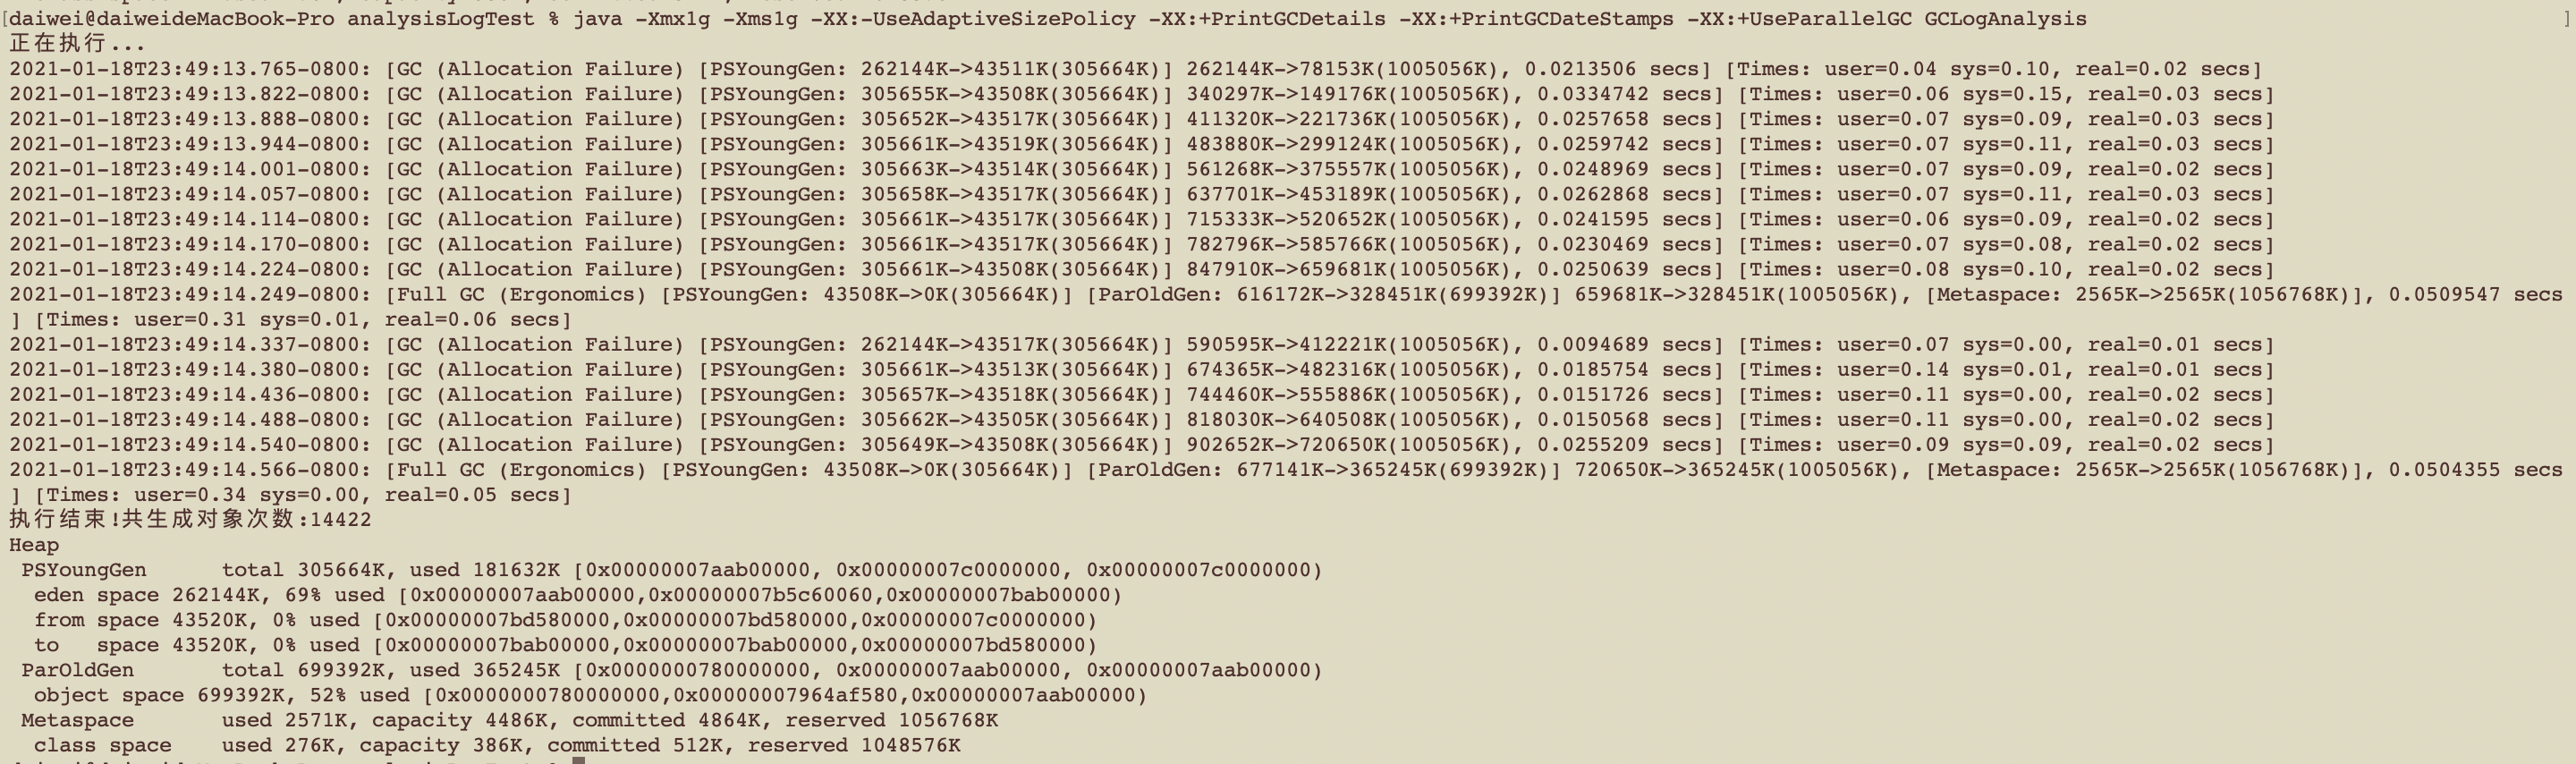 [daiwei@daiweideMacBook-Pro analysisLogTest % java -Xmx1g -Xms1g -XX:-UseAdaptiveSizePolicy -XX:+PrintGCDetails -XX:+PrintGCDateStamps -XX:+UseParallelGC GCLogAnalysis ]
正在执行...
2021-01-18T23:49:13.765-0800: [GC (Allocation Failure) [PSYoungGen: 262144K->43511K(305664K)] 262144K->78153K(1005056K), 0.0213506 secs] [Times: user=0.04 sys=0.10, real=0.02 secs]
2021-01-18T23:49:13.822-0800: [GC (Allocation Failure) [PSYoungGen: 305655K->43508K(305664K)] 340297K->149176K(1005056K), 0.0334742 secs] [Times: user=0.06 sys=0.15, real=0.03 secs]
2021-01-18T23:49:13.888-0800: [GC (Allocation Failure) [PSYoungGen: 305652K->43517K(305664K)] 411320K->221736K(1005056K), 0.0257658 secs] [Times: user=0.07 sys=0.09, real=0.03 secs]
2021-01-18T23:49:13.944-0800: [GC (Allocation Failure) [PSYoungGen: 305661K->43519K(305664K)] 483880K->299124K(1005056K), 0.0259742 secs] [Times: user=0.07 sys=0.11, real=0.03 secs]
2021-01-18T23:49:14.001-0800: [GC (Allocation Failure) [PSYoungGen: 305663K->43514K(305664K)] 561268K->375557K(1005056K), 0.0248969 secs] [Times: user=0.07 sys=0.09, real=0.02 secs]
2021-01-18T23:49:14.057-0800: [GC (Allocation Failure) [PSYoungGen: 305658K->43517K(305664K)] 637701K->453189K(1005056K), 0.0262868 secs] [Times: user=0.07 sys=0.11, real=0.03 secs]
2021-01-18T23:49:14.114-0800: [GC (Allocation Failure) [PSYoungGen: 305661K->43517K(305664K)] 715333K->520652K(1005056K), 0.0241595 secs] [Times: user=0.06 sys=0.09, real=0.02 secs]
2021-01-18T23:49:14.170-0800: [GC (Allocation Failure) [PSYoungGen: 305661K->43517K(305664K)] 782796K->585766K(1005056K), 0.0230469 secs] [Times: user=0.07 sys=0.08, real=0.02 secs]
2021-01-18T23:49:14.224-0800: [GC (Allocation Failure) [PSYoungGen: 305661K->43508K(305664K)] 847910K->659681K(1005056K), 0.0250639 secs] [Times: user=0.08 sys=0.10, real=0.02 secs]
2021-01-18T23:49:14.249-0800: [Full GC (Ergonomics) [PSYoungGen: 43508K->0K(305664K)] [ParOldGen: 616172K->328451K(699392K)] 659681K->328451K(1005056K), [Metaspace: 2565K->2565K(1056768K)], 0.0509547 secs
] [Times: user=0.31 sys=0.01, real=0.06 secs]
2021-01-18T23:49:14.337-0800: [GC (Allocation Failure) [PSYoungGen: 262144K->43517K(305664K)] 590595K->412221K(1005056K), 0.0094689 secs] [Times: user=0.07 sys=0.00, real=0.01 secs]
2021-01-18T23:49:14.380-0800: [GC (Allocation Failure) [PSYoungGen: 305661K->43513K(305664K)] 674365K->482316K(1005056K), 0.0185754 secs] [Times: user=0.14 sys=0.01, real=0.01 secs]
2021-01-18T23:49:14.436-0800: [GC (Allocation Failure) [PSYoungGen: 305657K->43518K(305664K)] 744460K->555886K(1005056K), 0.0151726 secs] [Times: user=0.11 sys=0.00, real=0.02 secs]
2021-01-18T23:49:14.488-0800: [GC (Allocation Failure) [PSYoungGen: 305662K->43505K(305664K)] 818030K->640508K(1005056K), 0.0150568 secs] [Times: user=0.11 sys=0.00, real=0.02 secs]
2021-01-18T23:49:14.540-0800: [GC (Allocation Failure) [PSYoungGen: 305649K->43508K(305664K)] 902652K->720650K(1005056K), 0.0255209 secs] [Times: user=0.09 sys=0.09, real=0.02 secs]
2021-01-18T23:49:14.566-0800: [Full GC (Ergonomics) [PSYoungGen: 43508K->0K(305664K)] [ParOldGen: 677141K->365245K(699392K)] 720650K->365245K(1005056K), [Metaspace: 2565K->2565K(1056768K)], 0.0504355 secs
] [Times: user=0.34 sys=0.00, real=0.05 secs]
执行结束!共生成对象次数:14422
Heap
PSYoungGen      total 305664K, used 181632K [0x00000007aab00000, 0x00000007c0000000, 0x00000007c0000000)
eden space 262144K, 69% used [0x00000007aab00000,0x00000007b5c60060,0x00000007bab00000)
from space 43520K, 0% used [0x00000007bd580000,0x00000007bd580000,0x00000007c0000000)
to   space 43520K, 0% used [0x00000007bab00000,0x00000007bab00000,0x00000007bd580000)
ParOldGen       total 699392K, used 365245K [0x0000000780000000, 0x00000007aab00000, 0x00000007aab00000)
object space 699392K, 52% used [0x0000000780000000,0x00000007964af580,0x00000007aab00000)
Metaspace       used 2571K, capacity 4486K, committed 4864K, reserved 1056768K
class space    used 276K, capacity 386K, committed 512K, reserved 1048576K